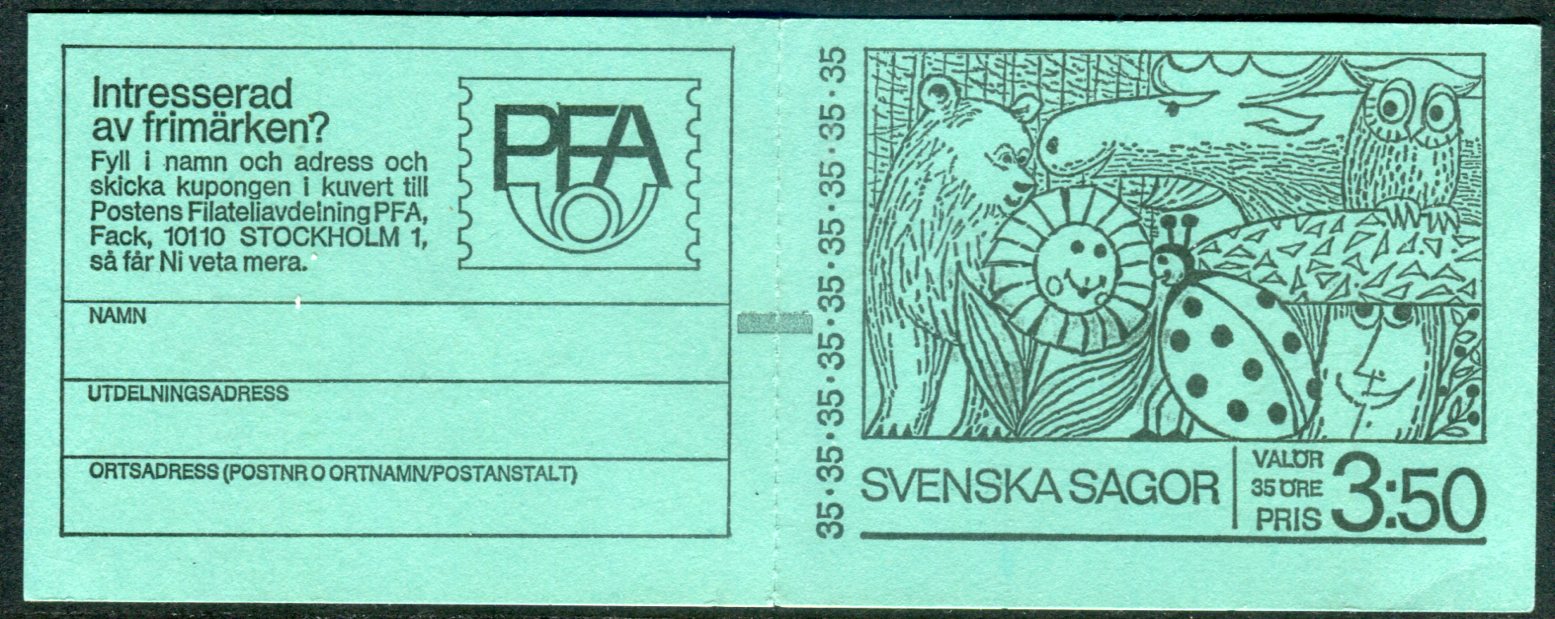 Intresserad
av frimärken?
Fyll i namn och adress och
skicka kupongen i kuvert till
Postens Filateliavdelning PFA,
Fack, 10110 STOCKHOLM 1,
så får Ni veta mera.
PFA
NAMN
UTDELNINGSADRESS
ORTSADRESS (POSTNR O ORTNAMN/POSTANSTALT)
35·35·35·35·35·35·35·35·35
SVENSKA SAGOR
VALÖR
35 ÖRE
PRIS 3:50